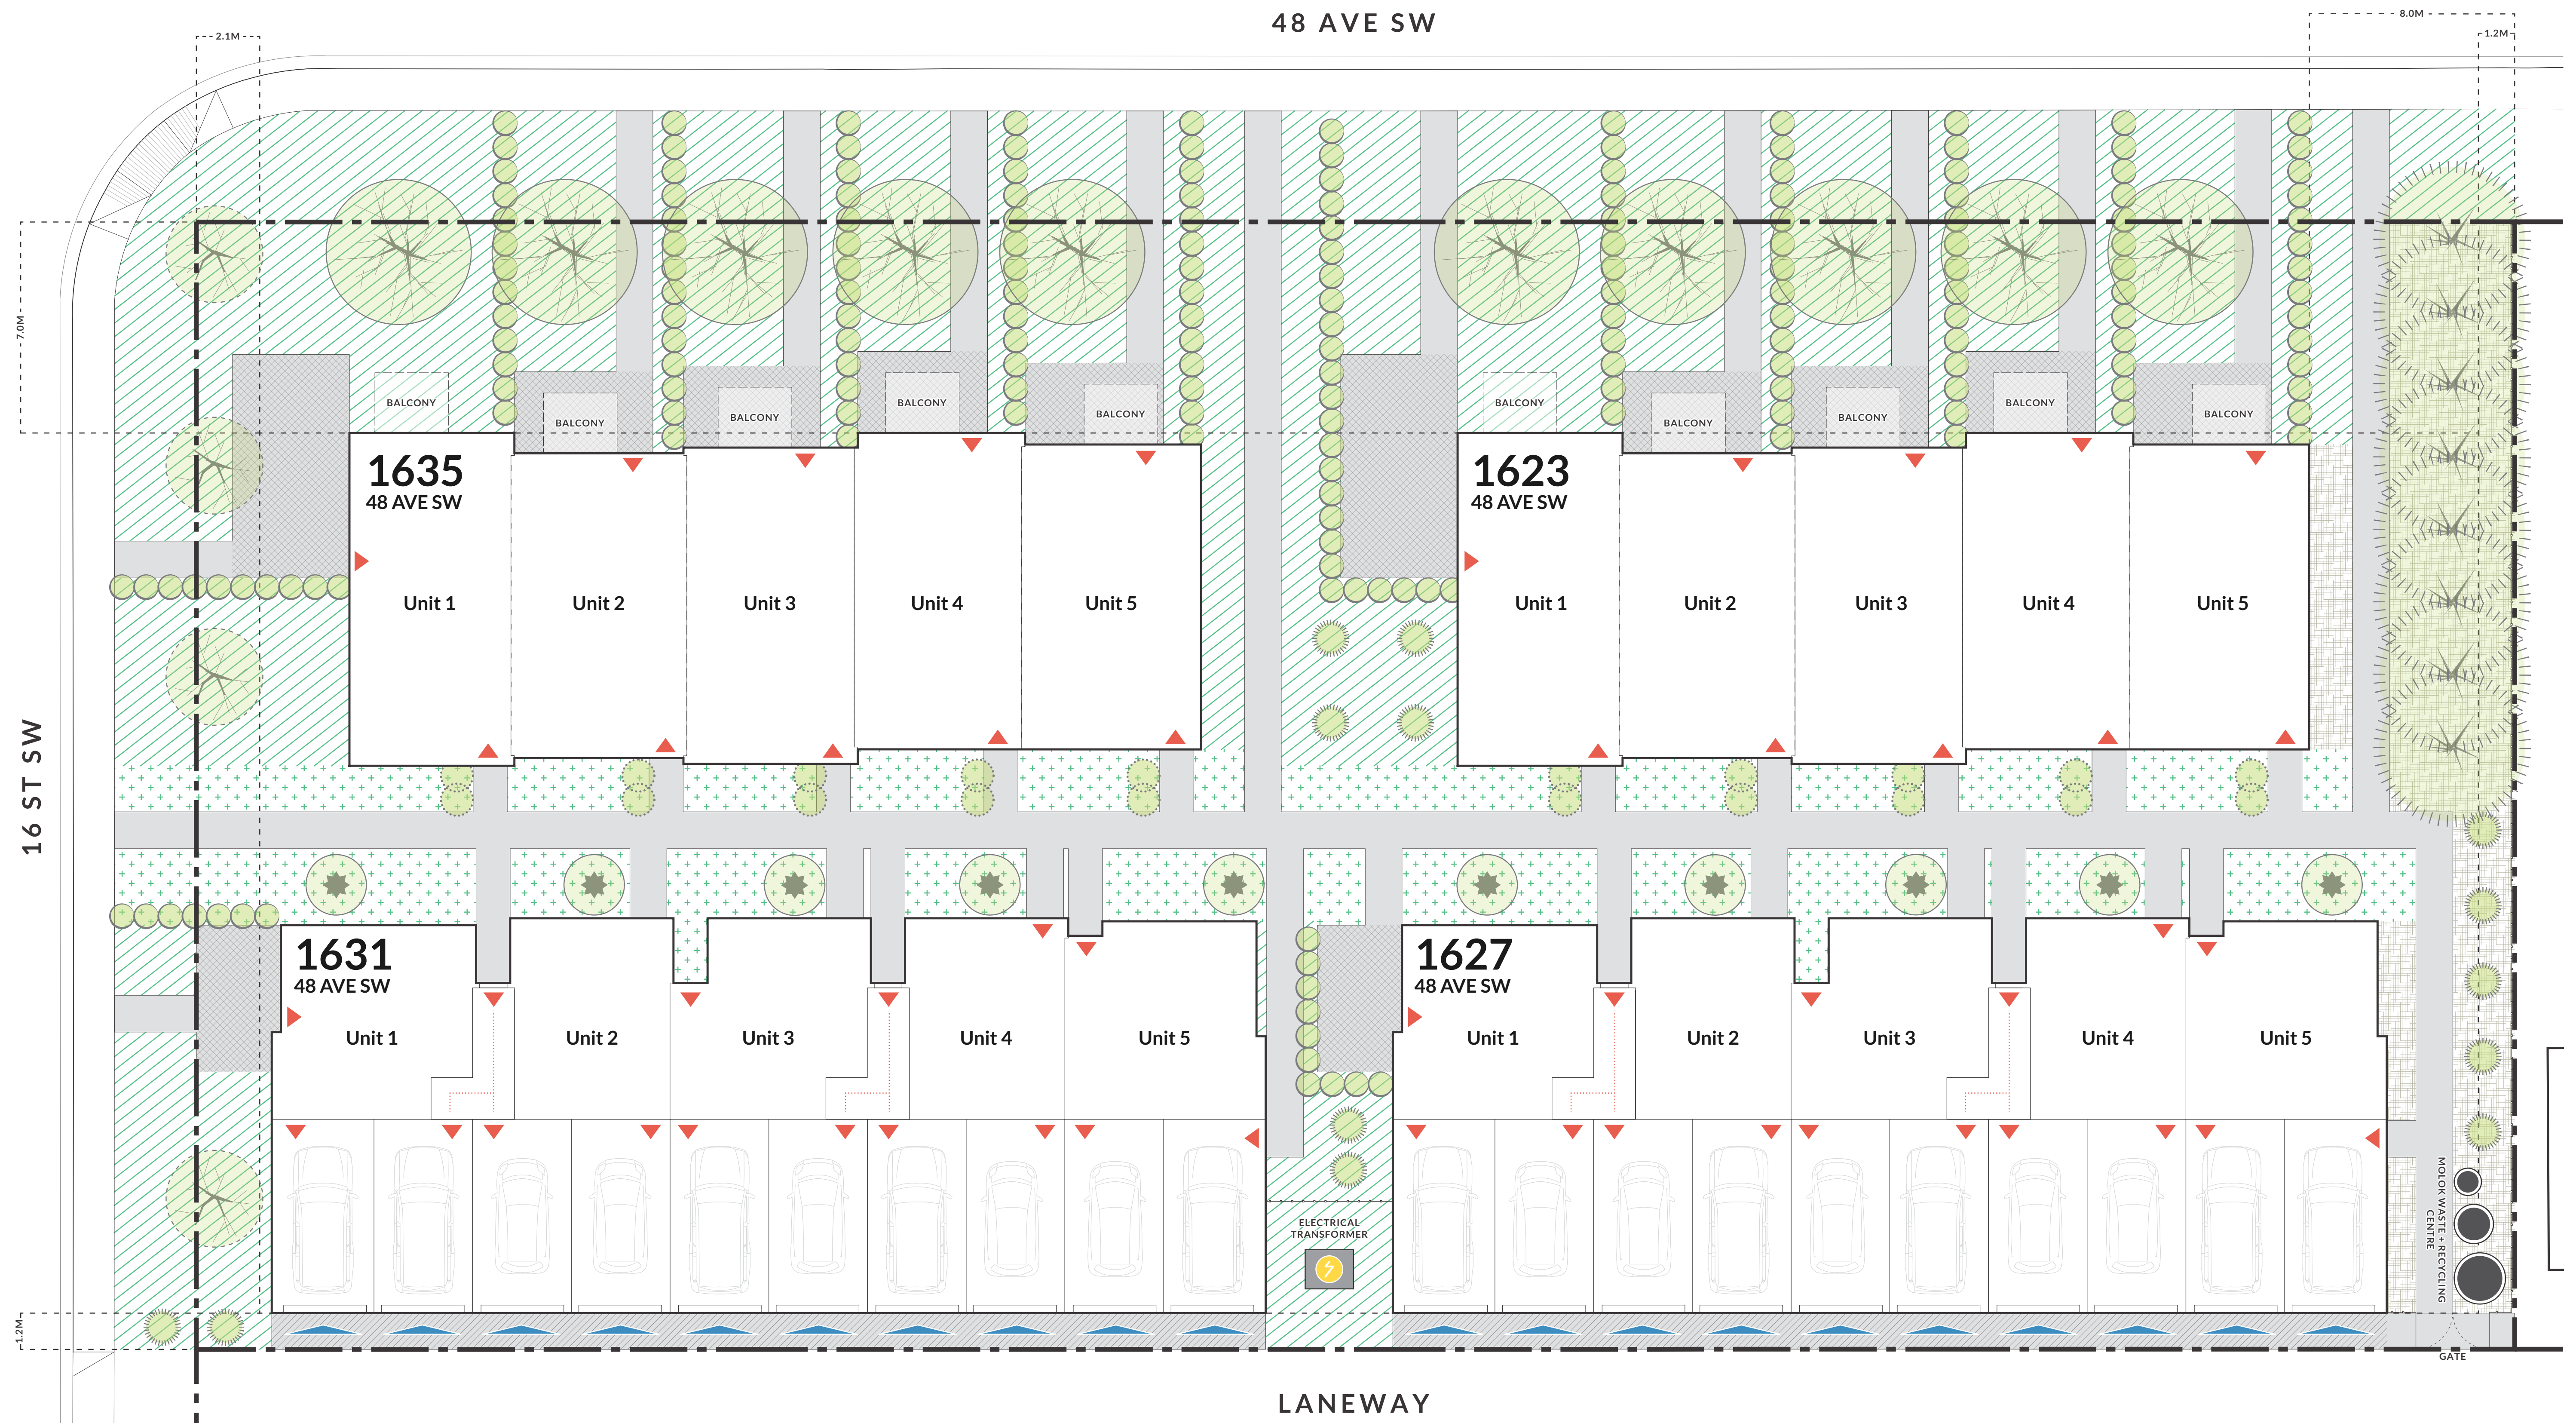 48 AVE SW
2.1M
8.0M
1.2M
7.0M
BALCONY
BALCONY
BALCONY
BALCONY
BALCONY
BALCONY
BALCONY
BALCONY
BALCONY
BALCONY
1635
48 AVE SW
Unit 1
Unit 2
Unit 3
Unit 4
Unit 5
1623
48 AVE SW
Unit 1
Unit 2
Unit 3
Unit 4
Unit 5
16 ST SW
1631
48 AVE SW
Unit 1
Unit 2
Unit 3
Unit 4
Unit 5
1627
48 AVE SW
Unit 1
Unit 2
Unit 3
Unit 4
Unit 5
ELECTRICAL
TRANSFORMER
MOLOK WASTE + RECYCLING
CENTRE
1.2M
GATE
LANEWAY